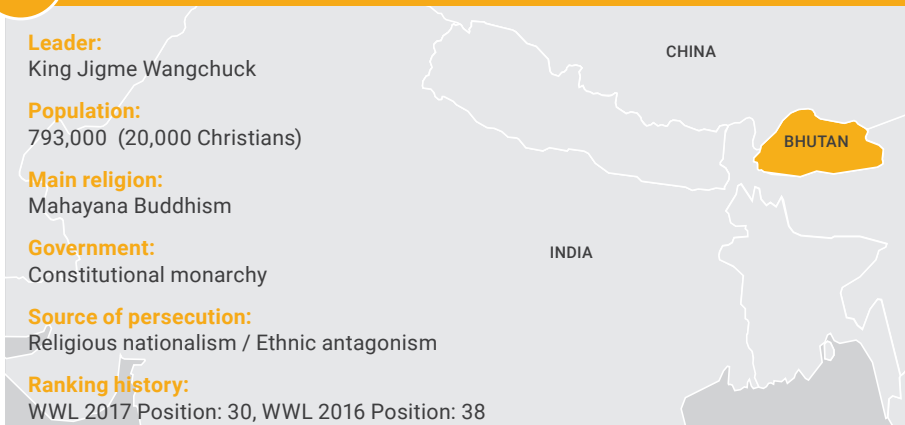 Leader:
King Jigme Wangchuck
Population:
793,000 (20,000 Christians)
Main religion:
Mahayana Buddhism
Government:
Constitutional monarchy
Source of persecution:
Religious nationalism / Ethnic antagonism
Ranking history:
WWL 2017 Position: 30, WWL 2016 Position: 38
CHINA
BHUTAN
INDIA